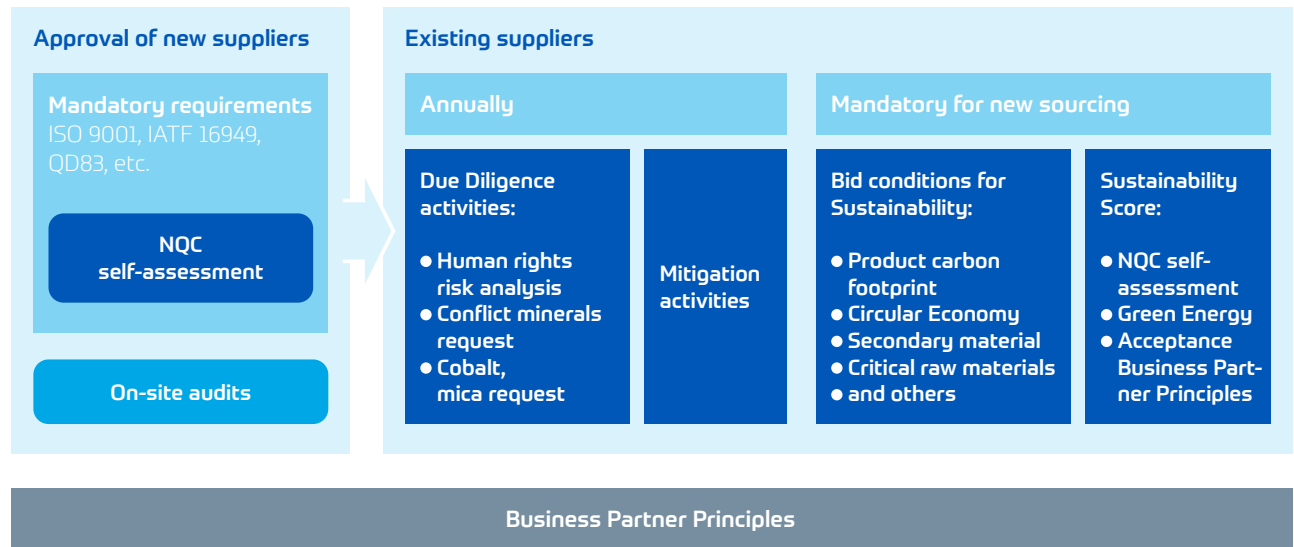 Approval of new suppliers
Mandatory requirements
ISO 9001, IATF 16949,
QD83, etc.
NQC
self-assessment
On-site audits
Existing suppliers
Annually
Due Diligence
activities:
● Human rights
risk analysis
● Conflict minerals
request
● Cobalt,
mica request
Mitigation
activities
Mandatory for new sourcing
Bid conditions for
Sustainability:
● Product carbon
footprint
● Circular Economy
● Secondary material
● Critical raw materials
● and others
Sustainability
Score:
● NQC self-
assessment
● Green Energy
● Acceptance
Business Part-
ner Principles
Business Partner Principles